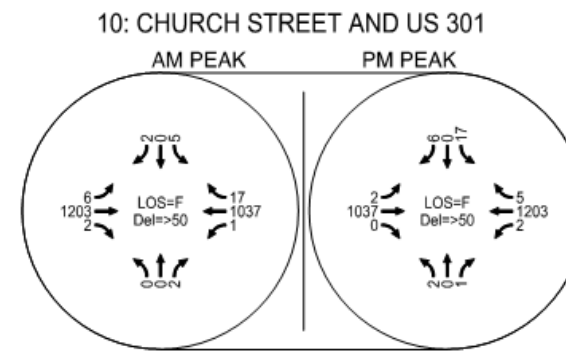 10: CHURCH STREET AND US 301
AM PEAK PM PEAK
2 0 5
6
1203
2
LOS=F
Del=>50
17
1037
1
0 0 2
6 0 17
2
1037
0
LOS=F
Del=>50
5
1203
2
2 0 1